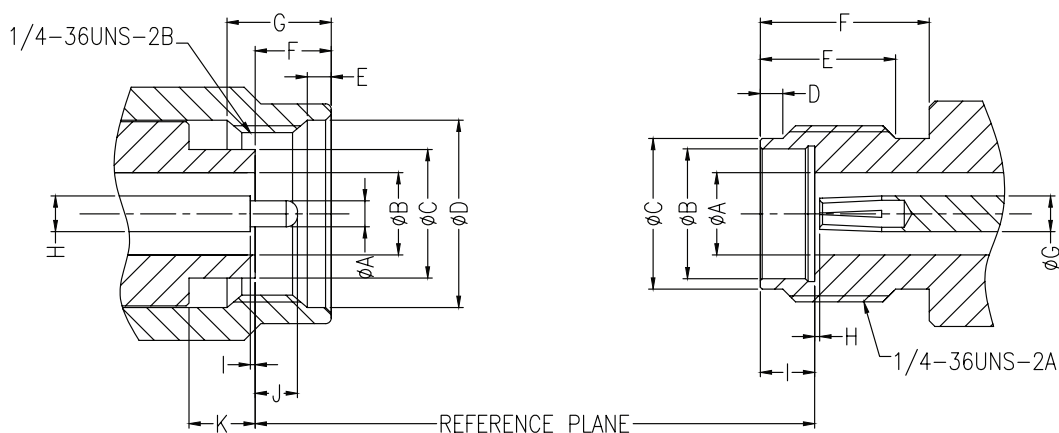 G
1/4-36UNS-2B
F
E
H
øB
øC
øD
øA
I
J
K
REFERENCE PLANE
F
E
D
øC
øB
øA
øG
H
I
1/4-36UNS-2A